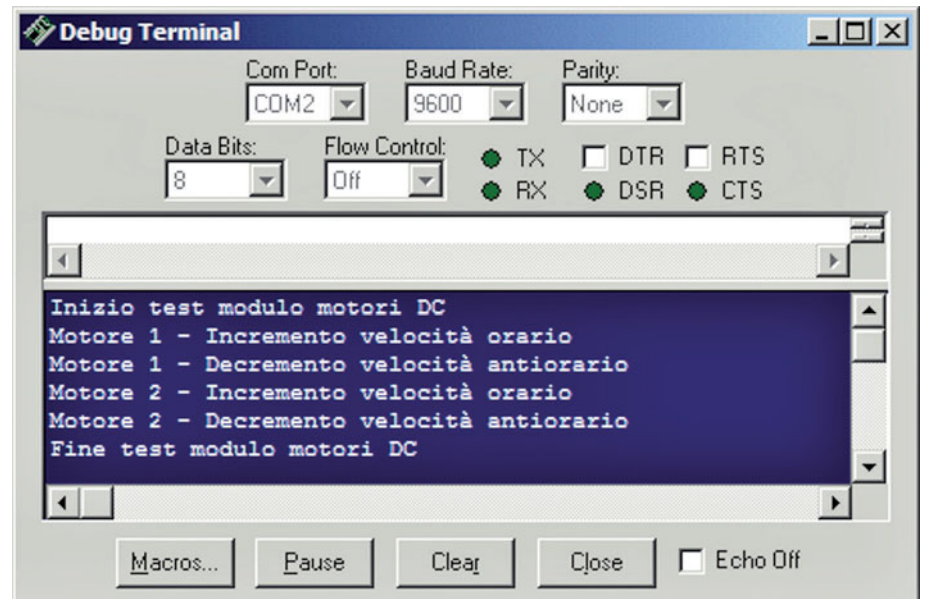 Debug Terminal
Com Port: Baud Rate: Parity:
COM2 9600 None
Data Bits: Flow Control:
8 Off TX DTR RTS
RX DSR CTS
Inizio test modulo motori DC
Motore 1 - Incremento velocità orario
Motore 1 - Decremento velocità antiorario
Motore 2 - Incremento velocità orario
Motore 2 - Decremento velocità antiorario
Fine test modulo motori DC
Macros... Pause Clear Close Echo Off